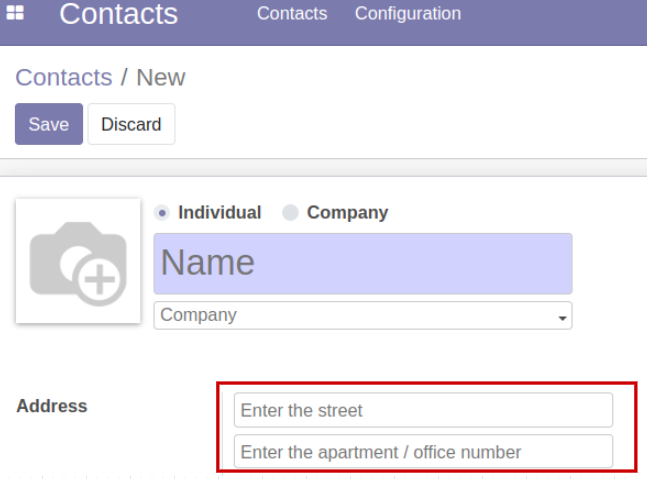 Contacts Contacts Configuration
Contacts / New
Save Discard
Individual Company
Name
Company
Address Enter the street
Enter the apartment / office number